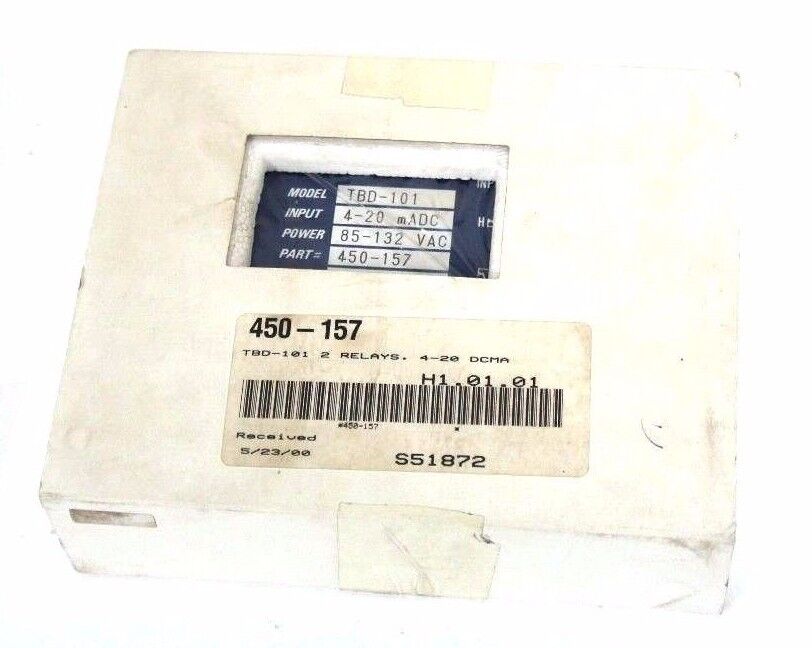 MODEL TBD-101
INPUT 4-20 mADC
POWER 85-132 VAC
PART= 450-157
INP
450-157
TBD-101 2 RELAYS. 4-20 DCMA
H1.01.01
*450-157 *
Received
5/23/00
S51872